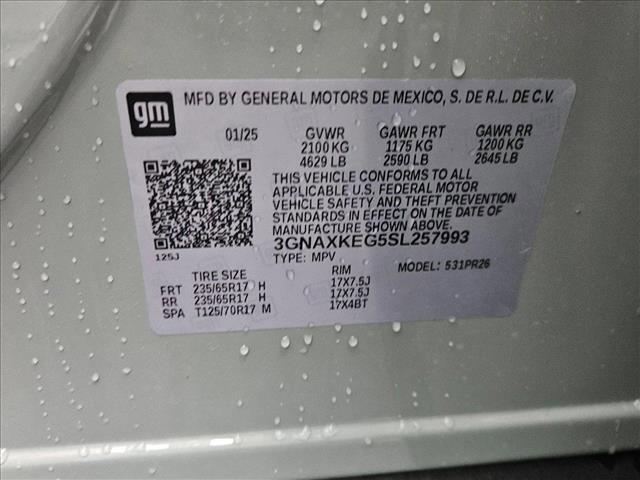 gm
MFD BY GENERAL MOTORS DE MEXICO, S. DE R.L. DE C.V.
01/25 GVWR GAWR FRT GAWR RR
2100 KG 1175 KG 1200 KG
4629 LB 2590 LB 2645 LB
THIS VEHICLE CONFORMS TO ALL
APPLICABLE U.S. FEDERAL MOTOR
VEHICLE SAFETY AND THEFT PREVENTION
STANDARDS IN EFFECT ON THE DATE OF
MANUFACTURE SHOWN ABOVE.
3GNAXKEG5SL257993
125J TYPE: MPV MODEL: 531PR26
TIRE SIZE RIM
FRT 235/65R17 H 17X7.5J
RR 235/65R17 H 17X7.5J
SPA T125/70R17 M 17X4BT